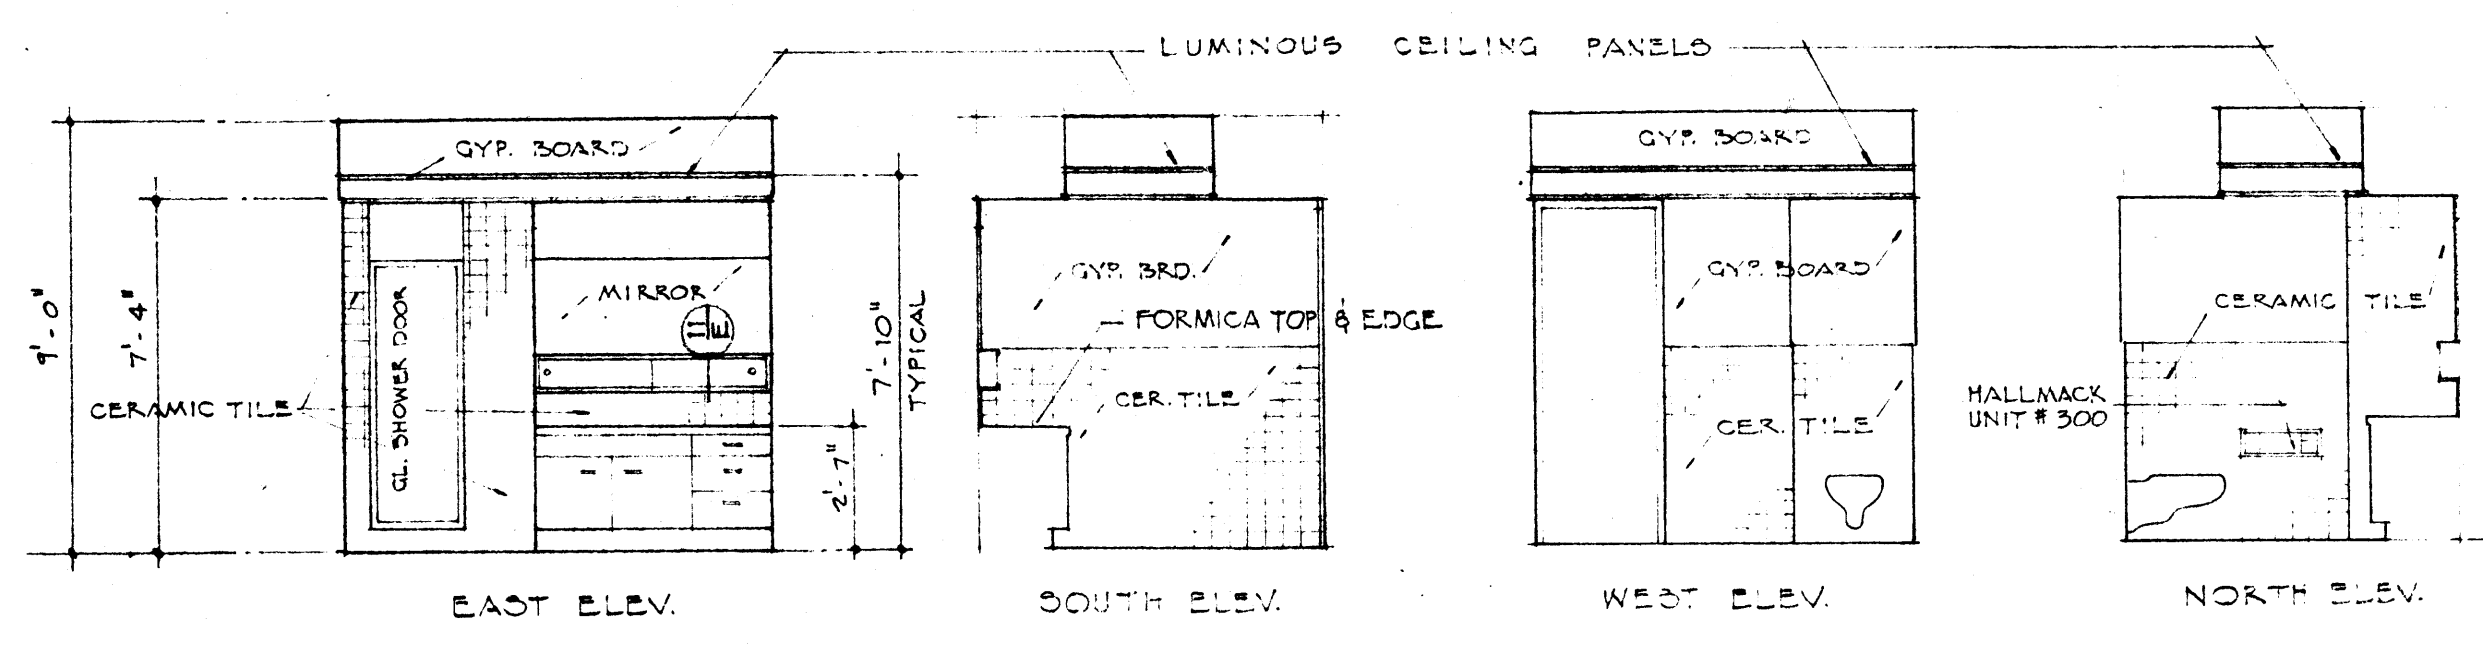 LUMINOUS CEILING PANELS
GYP. BOARD
9'-0"
7'-4"
CERAMIC TILE
GL. SHOWER DOOR
MIRROR
11
E
2'-7"
7'-10"
TYPICAL
EAST ELEV.
GYP. BRD.
FORMICA TOP & EDGE
CER. TILE
SOUTH ELEV.
GYP. BOARD
GYP. BOARD
CER. TILE
WEST ELEV.
CERAMIC TILE
HALLMACK
UNIT # 300
NORTH ELEV.